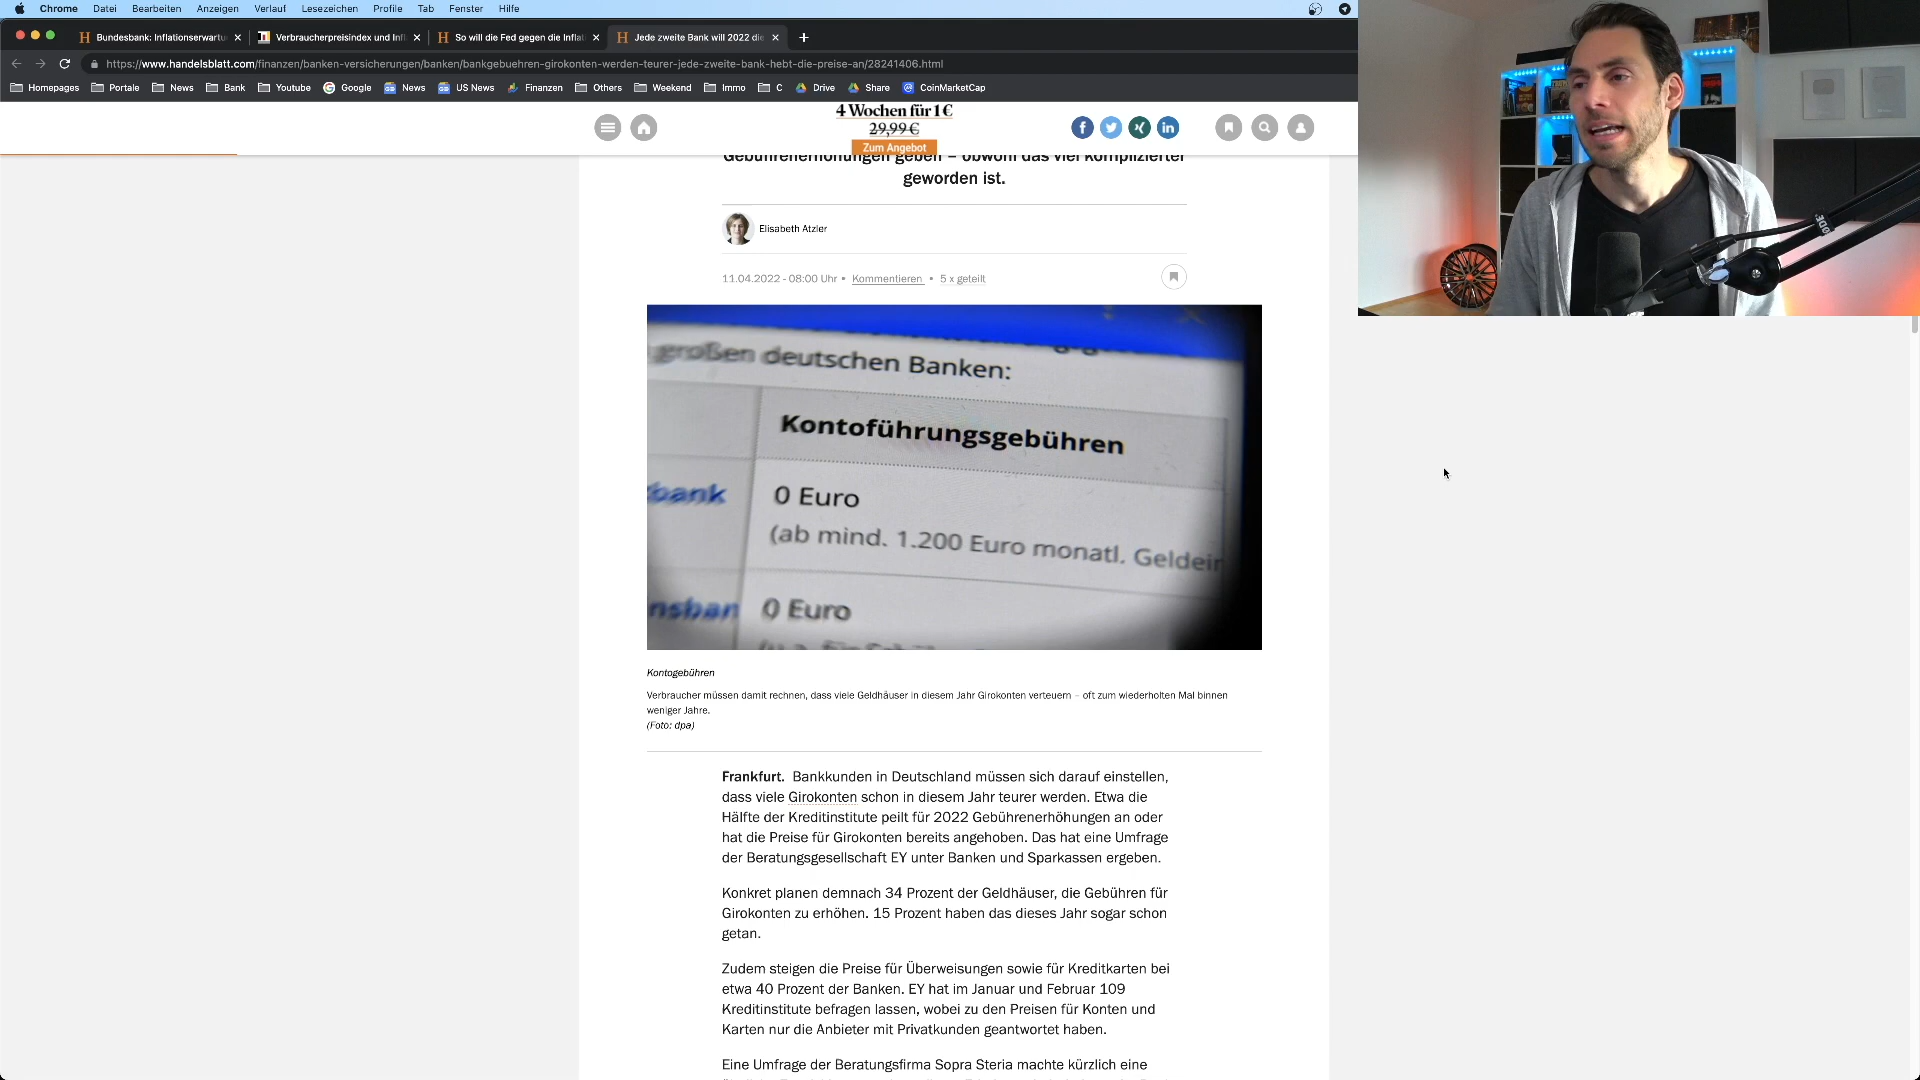 Chrome Datei Bearbeiten Anzeigen Verlauf Lesezeichen Profile Tab Fenster Hilfe
Bundesbank: Inflationserwartu Verbraucherpreisindex und Infl So will die Fed gegen die Inflat Jede zweite Bank will 2022 die
https://www.handelsblatt.com/finanzen/banken-versicherungen/banken/bankgebuehren-girokonten-werden-teurer-jede-zweite-bank-hebt-die-preise-an/28241406.html
Homepages Portale News Bank Youtube Google News US News Finanzen Others Weekend Immo C Drive Share CoinMarketCap
4 Wochen für 1 €
29,99 €
Zum Angebot
Gebührenerhöhungen geben – obwohl das viel komplizierter
geworden ist.
Elisabeth Atzler
11.04.2022 - 08:00 Uhr • Kommentieren • 5 x geteilt
großen deutschen Banken:
Kontoführungsgebühren
bank 0 Euro
(ab mind. 1.200 Euro monatl. Geldein
nsban 0 Euro
Kontogebühren
Verbraucher müssen damit rechnen, dass viele Geldhäuser in diesem Jahr Girokonten verteuern – oft zum wiederholten Mal binnen
weniger Jahre.
(Foto: dpa)
Frankfurt. Bankkunden in Deutschland müssen sich darauf einstellen,
dass viele Girokonten schon in diesem Jahr teurer werden. Etwa die
Hälfte der Kreditinstitute peilt für 2022 Gebührenerhöhungen an oder
hat die Preise für Girokonten bereits angehoben. Das hat eine Umfrage
der Beratungsgesellschaft EY unter Banken und Sparkassen ergeben.
Konkret planen demnach 34 Prozent der Geldhäuser, die Gebühren für
Girokonten zu erhöhen. 15 Prozent haben das dieses Jahr sogar schon
getan.
Zudem steigen die Preise für Überweisungen sowie für Kreditkarten bei
etwa 40 Prozent der Banken. EY hat im Januar und Februar 109
Kreditinstitute befragen lassen, wobei zu den Preisen für Konten und
Karten nur die Anbieter mit Privatkunden geantwortet haben.
Eine Umfrage der Beratungsfirma Sopra Steria machte kürzlich eine